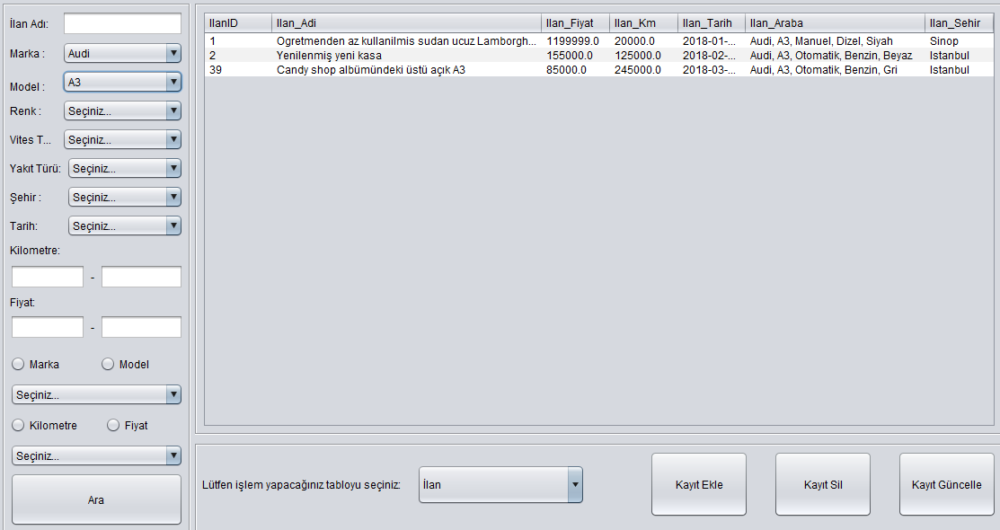 İlan Adı:
Marka : Audi
Model : A3
Renk : Seçiniz...
Vites T... Seçiniz...
Yakıt Türü: Seçiniz...
Şehir : Seçiniz...
Tarih: Seçiniz...
Kilometre:
-
Fiyat:
-
Marka Model
Seçiniz...
Kilometre Fiyat
Seçiniz...
Ara
IlanID Ilan_Adi Ilan_Fiyat Ilan_Km Ilan_Tarih Ilan_Araba Ilan_Sehir
1 Ogretmenden az kullanilmis sudan ucuz Lamborgh... 1199999.0 20000.0 2018-01-... Audi, A3, Manuel, Dizel, Siyah Sinop
2 Yenilenmiş yeni kasa 155000.0 125000.0 2018-02-... Audi, A3, Otomatik, Benzin, Beyaz Istanbul
39 Candy shop albümündeki üstü açık A3 85000.0 245000.0 2018-03-... Audi, A3, Otomatik, Benzin, Gri Istanbul
Lütfen işlem yapacağınız tabloyu seçiniz: İlan Kayıt Ekle Kayıt Sil Kayıt Güncelle